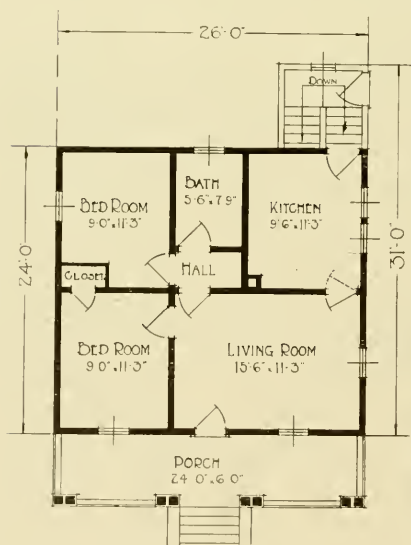 26'-0"
DOWN
BED ROOM
9'-0" x 11'-3"
BATH
5'-6" x 7'-9"
KITCHEN
9'-6" x 11'-3"
24'-0
31'-0"
CLOSET
HALL
BED ROOM
9'-0" x 11'-3"
LIVING ROOM
15'-6" x 11'-3"
PORCH
24'-0" x 6'-0"